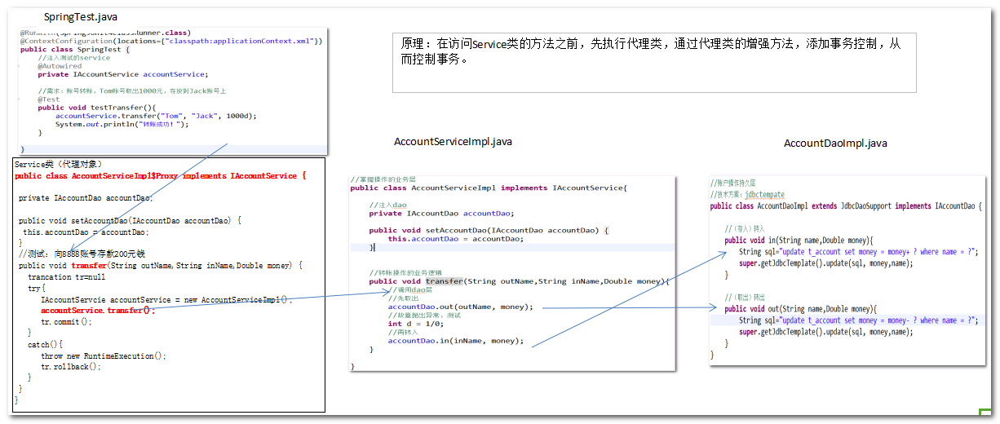 SpringTest.java
@RunWith(SpringJUnit4ClassRunner.class)
@ContextConfiguration(locations={"classpath:applicationContext.xml"})
public class SpringTest {
//注入测试的service
@Autowired
private IAccountService accountService;
//需求：账号转账，Tom账号取出1000元，存放到Jack账号上
@Test
public void testTransfer(){
accountService.transfer("Tom", "Jack", 1000d);
System.out.println("转账成功！");
}
}
原理：在访问Service类的方法之前，先执行代理类，通过代理类的增强方法，添加事务控制，从
而控制事务。
Service类（代理对象）
public class AccountServiceImpl$Proxy implements IAccountService {
private IAccountDao accountDao;
public void setAccountDao(IAccountDao accountDao) {
this.accountDao = accountDao;
}
//测试：向8888账号存款200元钱
public void transfer(String outName,String inName,Double money) {
trancation tr=null
try{
IAccountServcie accountService = new AccountServiceImpl();
accountService.transfer();
tr.commit();
}
catch(){
throw new RuntimeExecution();
tr.rollback();
}
}
}
AccountServiceImpl.java
//掌握操作的业务层
public class AccountServiceImpl implements IAccountService{
//注入dao
private IAccountDao accountDao;
public void setAccountDao(IAccountDao accountDao) {
this.accountDao = accountDao;
}
//转账操作的业务逻辑
public void transfer(String outName,String inName,Double money){
//调用dao层
//先取出
accountDao.out(outName, money);
//故意抛出异常，测试
int d = 1/0;
//再转入
accountDao.in(inName, money);
}
}
AccountDaoImpl.java
//账户操作持久层
//技术方案：jdbctempate
public class AccountDaoImpl extends JdbcDaoSupport implements IAccountDao {
//（存入）转入
public void in(String name,Double money){
String sql="update t_account set money = money+ ? where name = ?";
super.getJdbcTemplate().update(sql, money,name);
}
//（取出）转出
public void out(String name,Double money){
String sql="update t_account set money = money- ? where name = ?";
super.getJdbcTemplate().update(sql, money,name);
}
}